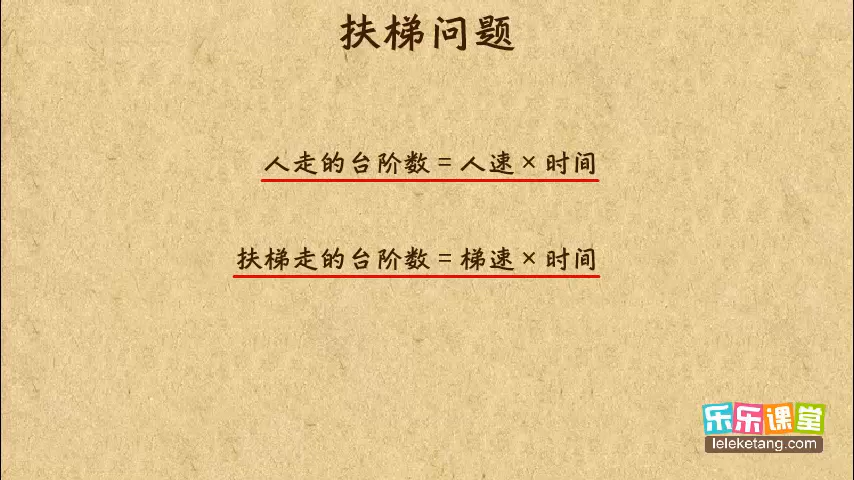 扶梯问题
人走的台阶数=人速×时间
扶梯走的台阶数=梯速×时间
乐乐课堂
leleketang.com